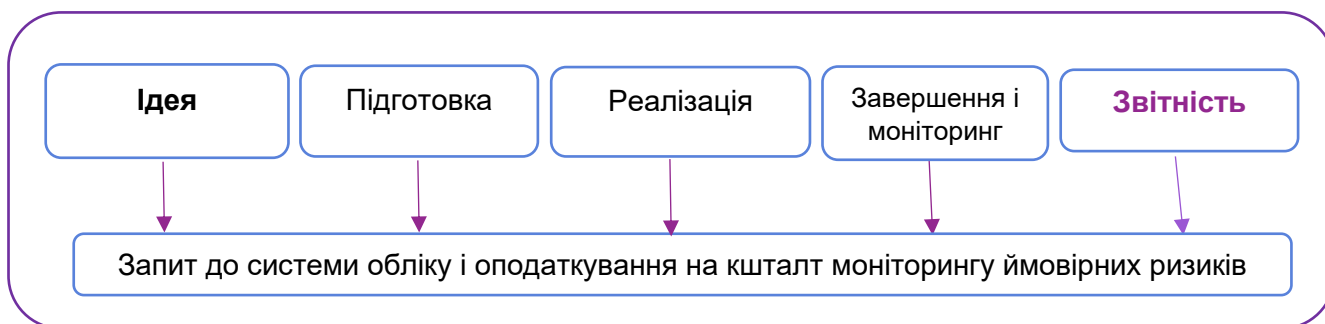 Ідея
Підготовка
Реалізація
Завершення і
моніторинг
Звітність
Запит до системи обліку і оподаткування на кшталт моніторингу ймовірних ризиків